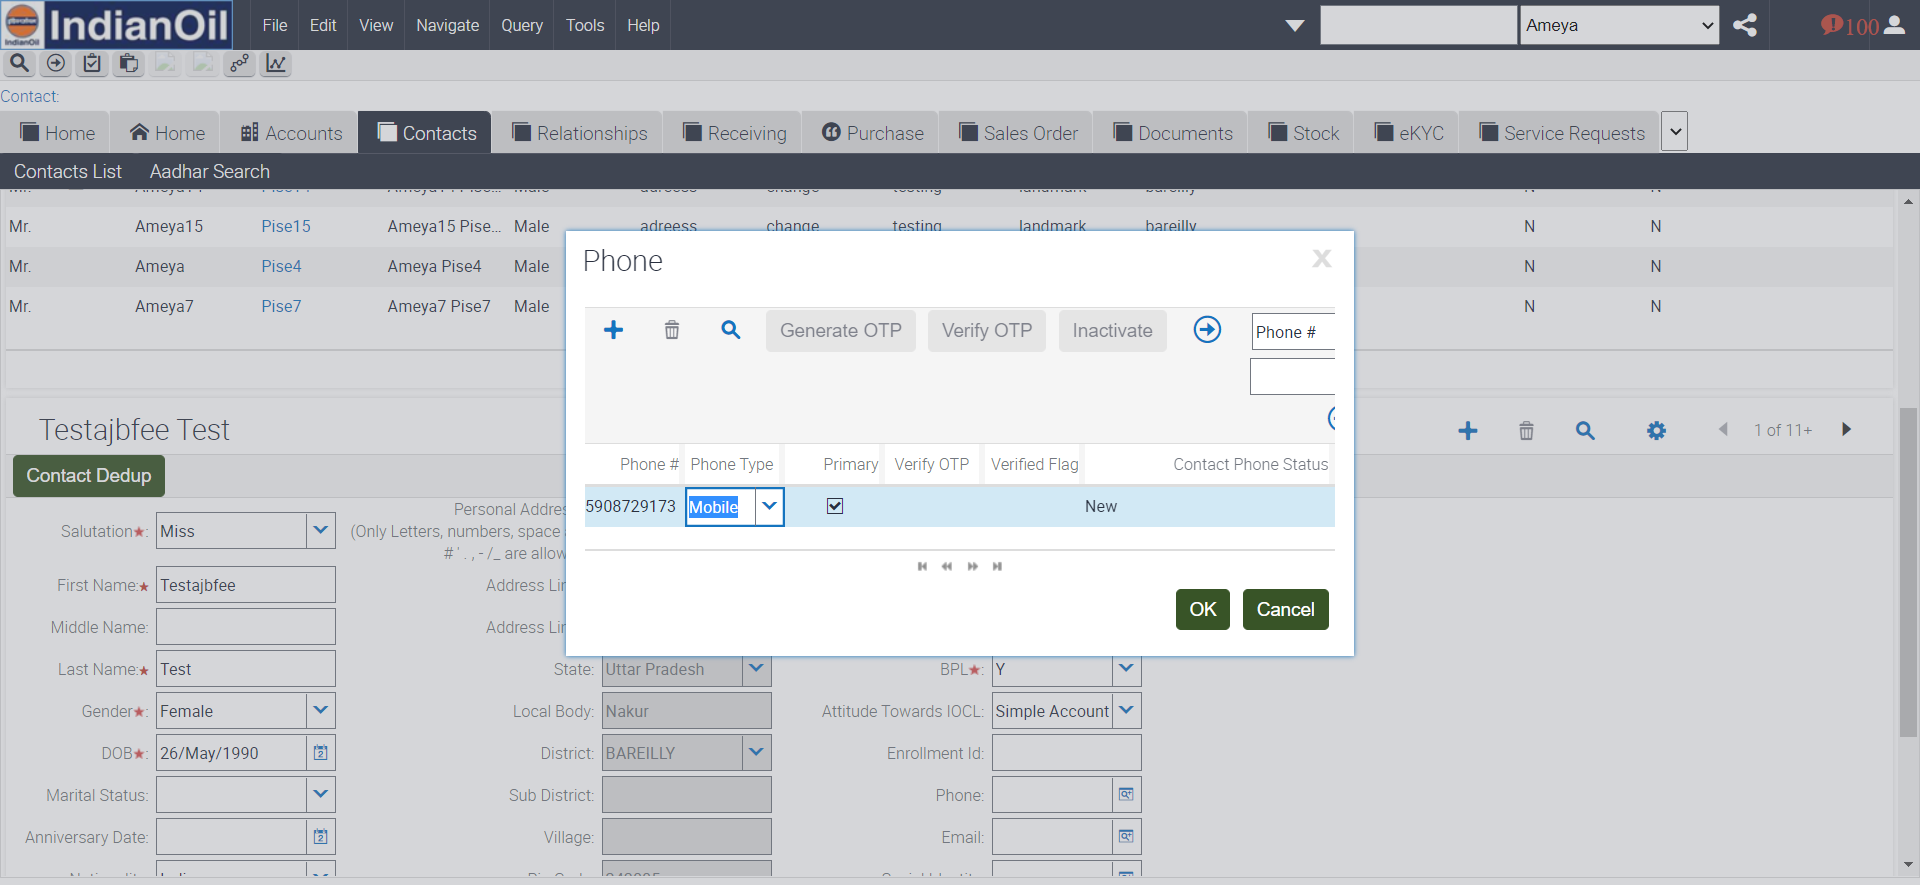 IndianOil File Edit View Navigate Query Tools Help Ameya 100
Contact:
Home Home Accounts Contacts Relationships Receiving Purchase Sales Order Documents Stock eKYC Service Requests
Contacts List Aadhar Search
Mr. Ameya15 Pise15 Ameya15 Pise... Male adreess change testing landmark bareilly N N
Mr. Ameya Pise4 Ameya Pise4 Male N N
Mr. Ameya7 Pise7 Ameya7 Pise7 Male N N
Phone X
Generate OTP Verify OTP Inactivate Phone #
Phone # Phone Type Primary Verify OTP Verified Flag Contact Phone Status
5908729173 Mobile New
OK Cancel
Testajbfee Test 1 of 11+
Contact Dedup
Salutation★: Miss
First Name:★ Testajbfee
Middle Name:
Last Name:★ Test
Gender★: Female
DOB★: 26/May/1990
Marital Status:
Anniversary Date:
Personal Addre
(Only Letters, numbers, space
# ' . , - /_ are allow
Address Li
Address Li
State: Uttar Pradesh
Local Body: Nakur
District: BAREILLY
Sub District:
Village:
BPL★: Y
Attitude Towards IOCL: Simple Account
Enrollment Id:
Phone:
Email: